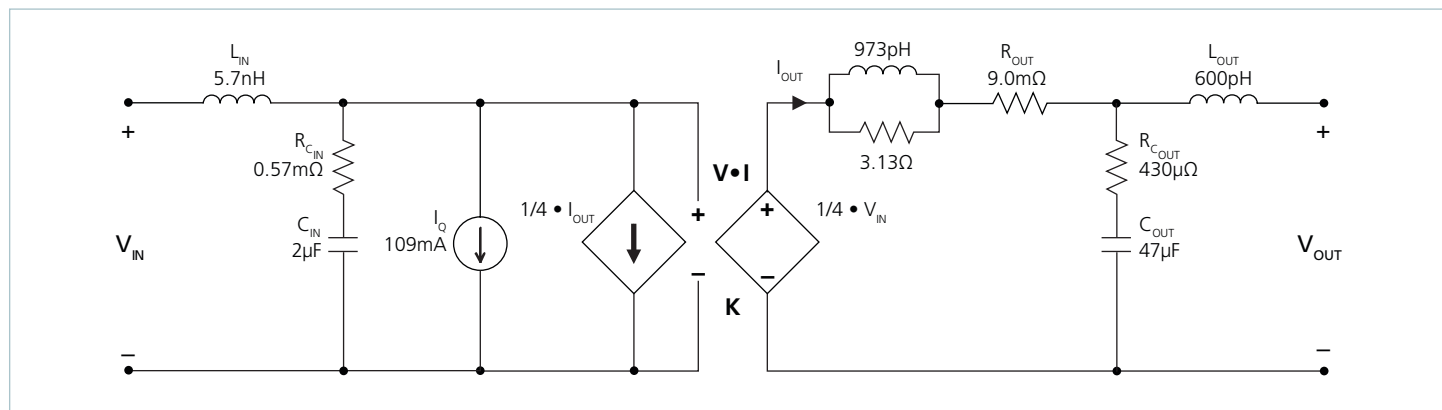 L_IN
5.7nH
+
R_C_IN
0.57mΩ
C_IN
2µF
V_IN
–
I_Q
109mA
1/4 • I_OUT
+
–
V•I
K
+
–
1/4 • V_IN
I_OUT
973pH
3.13Ω
R_OUT
9.0mΩ
L_OUT
600pH
R_C_OUT
430µΩ
C_OUT
47µF
+
V_OUT
–